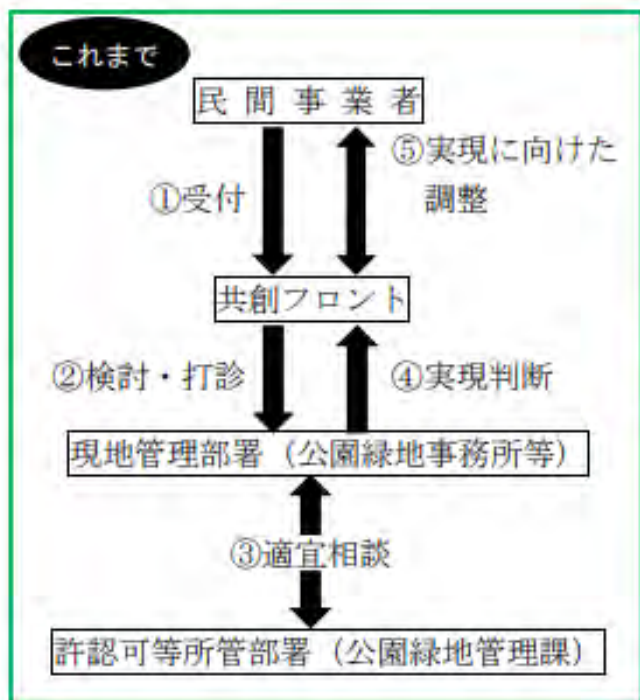 これまで
民間事業者
⑤実現に向けた
調整
①受付
共創フロント
②検討・打診
④実現判断
現地管理部署（公園緑地事務所等）
③適宜相談
許認可等所管部署（公園緑地管理課）